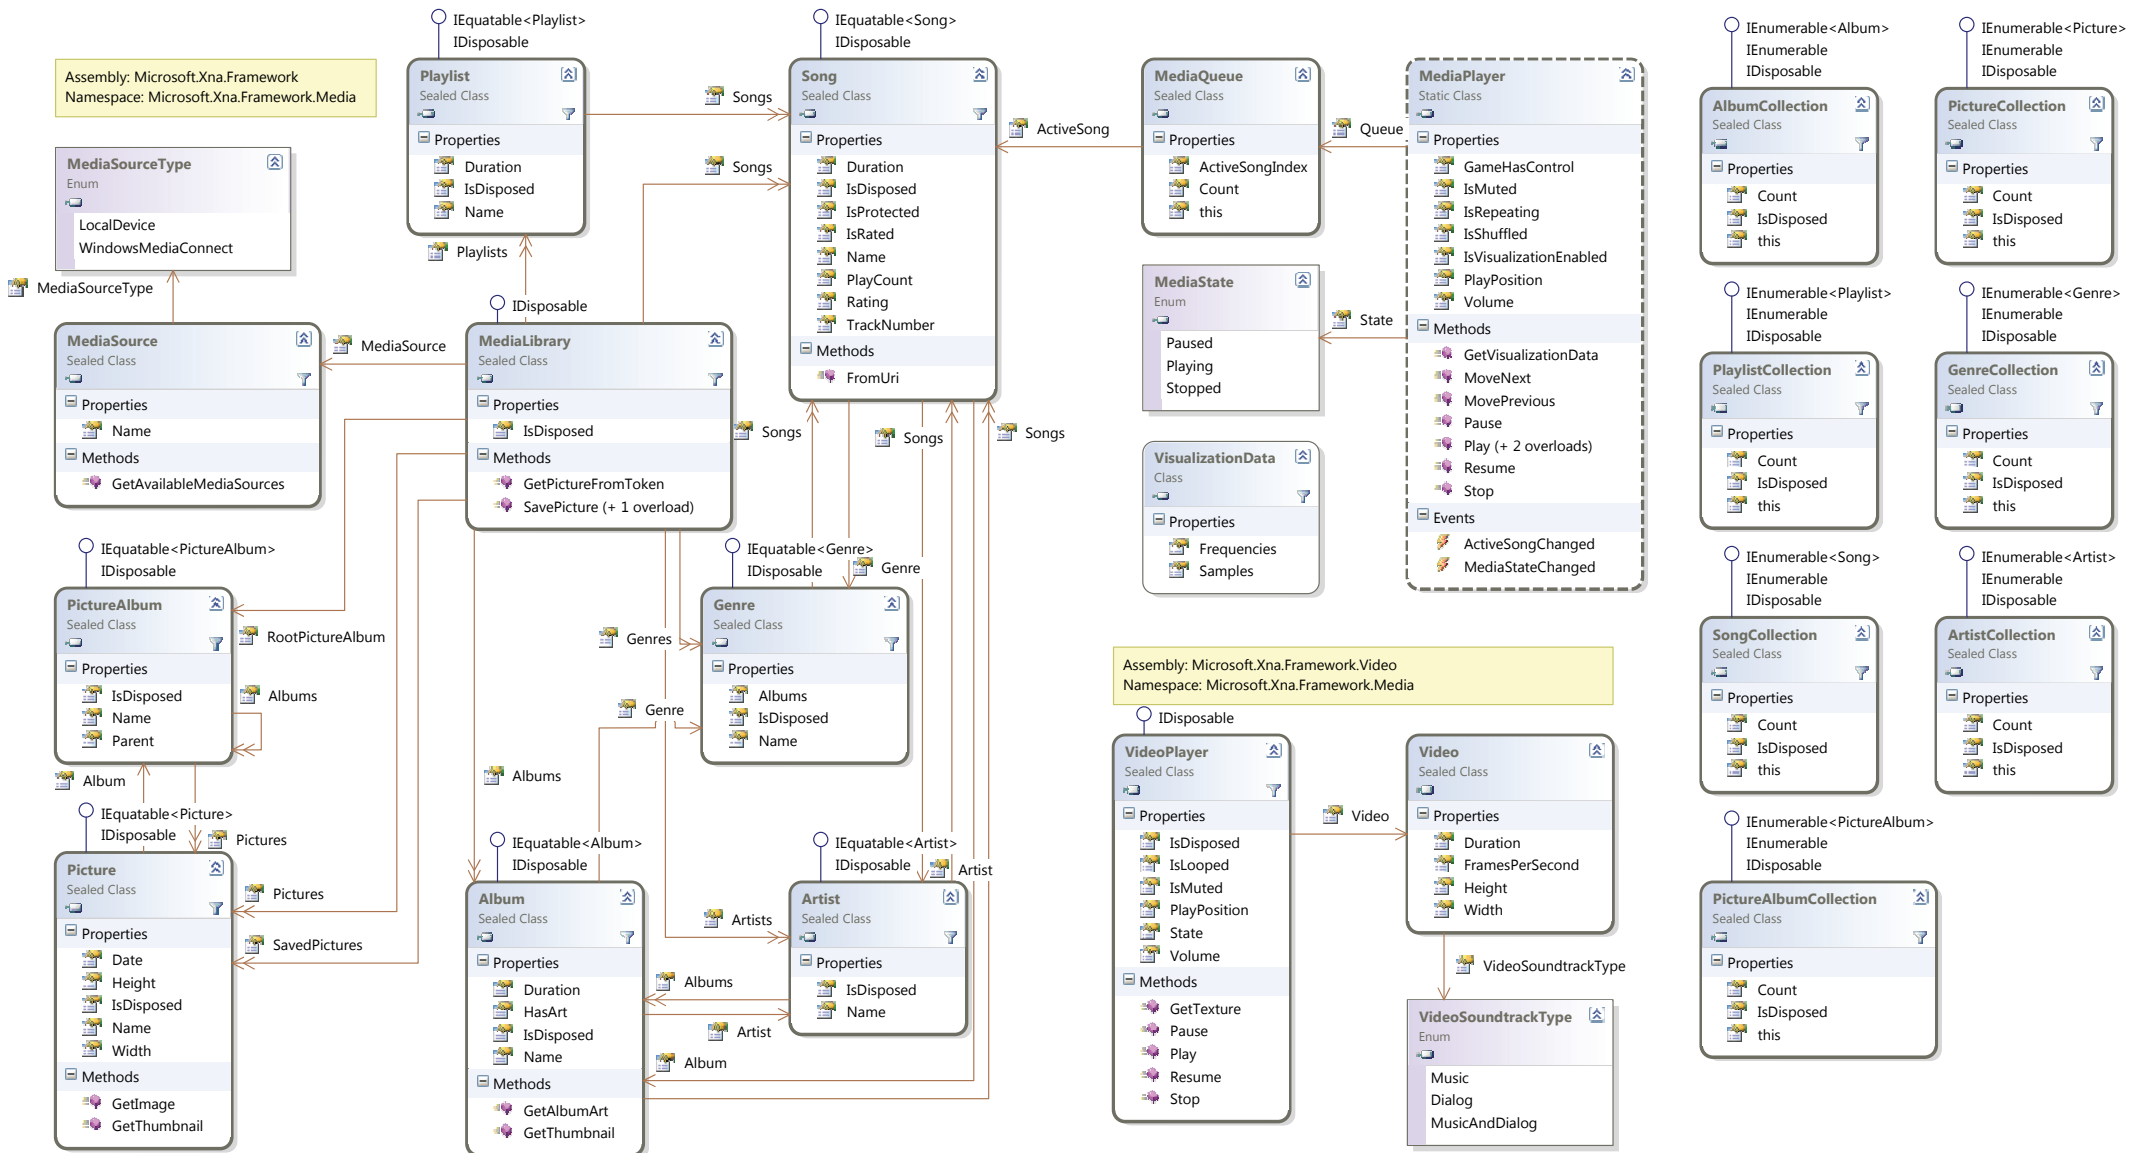 Assembly: Microsoft.Xna.Framework
Namespace: Microsoft.Xna.Framework.Media
MediaSourceType
Enum
LocalDevice
WindowsMediaConnect
MediaSourceType
MediaSource
Sealed Class
Properties
Name
Methods
GetAvailableMediaSources
MediaSource
IEquatable<Playlist>
IDisposable
Playlist
Sealed Class
Properties
Duration
IsDisposed
Name
Playlists
Songs
Songs
IDisposable
MediaLibrary
Sealed Class
Properties
IsDisposed
Methods
GetPictureFromToken
SavePicture (+ 1 overload)
IEquatable<Song>
IDisposable
Song
Sealed Class
Properties
Duration
IsDisposed
IsProtected
IsRated
Name
PlayCount
Rating
TrackNumber
Methods
FromUri
Songs
Songs
Songs
ActiveSong
MediaQueue
Sealed Class
Properties
ActiveSongIndex
Count
this
Queue
MediaState
Enum
Paused
Playing
Stopped
State
VisualizationData
Class
Properties
Frequencies
Samples
MediaPlayer
Static Class
Properties
GameHasControl
IsMuted
IsRepeating
IsShuffled
IsVisualizationEnabled
PlayPosition
Volume
Methods
GetVisualizationData
MoveNext
MovePrevious
Pause
Play (+ 2 overloads)
Resume
Stop
Events
ActiveSongChanged
MediaStateChanged
IEquatable<PictureAlbum>
IDisposable
PictureAlbum
Sealed Class
Properties
IsDisposed
Name
Parent
RootPictureAlbum
Albums
Album
IEquatable<Picture>
IDisposable
Pictures
Picture
Sealed Class
Properties
Date
Height
IsDisposed
Name
Width
Methods
GetImage
GetThumbnail
Pictures
SavedPictures
IEquatable<Genre>
IDisposable
Genre
Genre
Sealed Class
Properties
Albums
IsDisposed
Name
Genres
Genre
Albums
IEquatable<Album>
IDisposable
Album
Sealed Class
Properties
Duration
HasArt
IsDisposed
Name
Methods
GetAlbumArt
GetThumbnail
Artists
Albums
Artist
Album
IEquatable<Artist>
IDisposable
Artist
Artist
Sealed Class
Properties
IsDisposed
Name
Assembly: Microsoft.Xna.Framework.Video
Namespace: Microsoft.Xna.Framework.Media
IDisposable
VideoPlayer
Sealed Class
Properties
IsDisposed
IsLooped
IsMuted
PlayPosition
State
Volume
Methods
GetTexture
Pause
Play
Resume
Stop
Video
Video
Sealed Class
Properties
Duration
FramesPerSecond
Height
Width
VideoSoundtrackType
VideoSoundtrackType
Enum
Music
Dialog
MusicAndDialog
IEnumerable<Album>
IEnumerable
IDisposable
AlbumCollection
Sealed Class
Properties
Count
IsDisposed
this
IEnumerable<Picture>
IEnumerable
IDisposable
PictureCollection
Sealed Class
Properties
Count
IsDisposed
this
IEnumerable<Playlist>
IEnumerable
IDisposable
PlaylistCollection
Sealed Class
Properties
Count
IsDisposed
this
IEnumerable<Genre>
IEnumerable
IDisposable
GenreCollection
Sealed Class
Properties
Count
IsDisposed
this
IEnumerable<Song>
IEnumerable
IDisposable
SongCollection
Sealed Class
Properties
Count
IsDisposed
this
IEnumerable<Artist>
IEnumerable
IDisposable
ArtistCollection
Sealed Class
Properties
Count
IsDisposed
this
IEnumerable<PictureAlbum>
IEnumerable
IDisposable
PictureAlbumCollection
Sealed Class
Properties
Count
IsDisposed
this